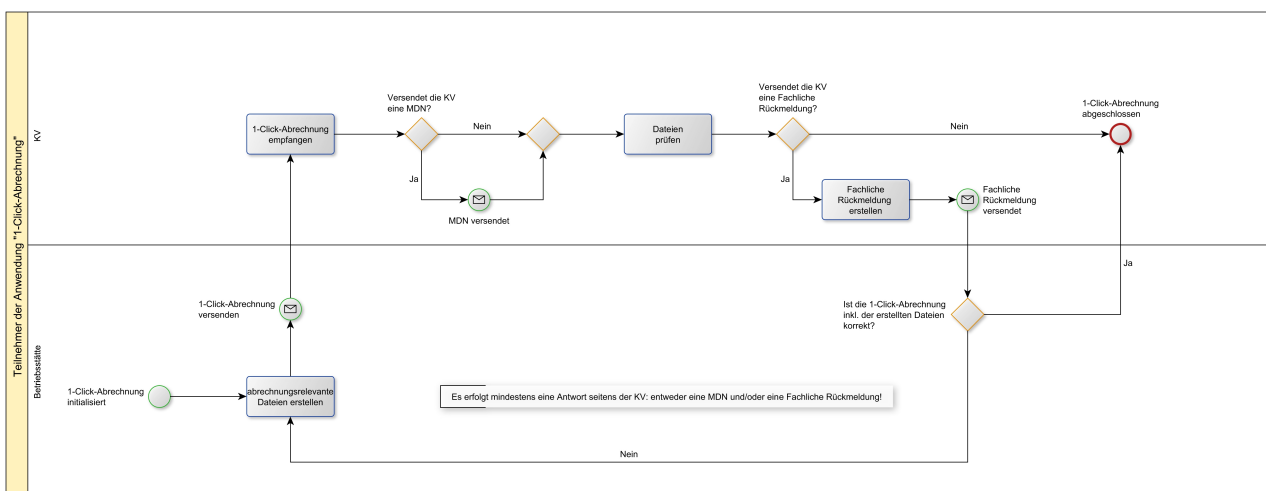 Teilnehmer der Anwendung "1-Click-Abrechnung"
KV
1-Click-Abrechnung
empfangen
Versendet die KV
eine MDN?
Nein
Ja
MDN versendet
Dateien
prüfen
Versendet die KV
eine Fachliche
Rückmeldung?
Nein
Ja
Fachliche
Rückmeldung
erstellen
Fachliche
Rückmeldung
versendet
1-Click-Abrechnung
abgeschlossen
Betriebsstätte
1-Click-Abrechnung
versenden
1-Click-Abrechnung
initialisiert
abrechnungsrelevante
Dateien erstellen
Ist die 1-Click-Abrechnung
inkl. der erstellten Dateien
korrekt?
Ja
Es erfolgt mindestens eine Antwort seitens der KV: entweder eine MDN und/oder eine Fachliche Rückmeldung!
Nein